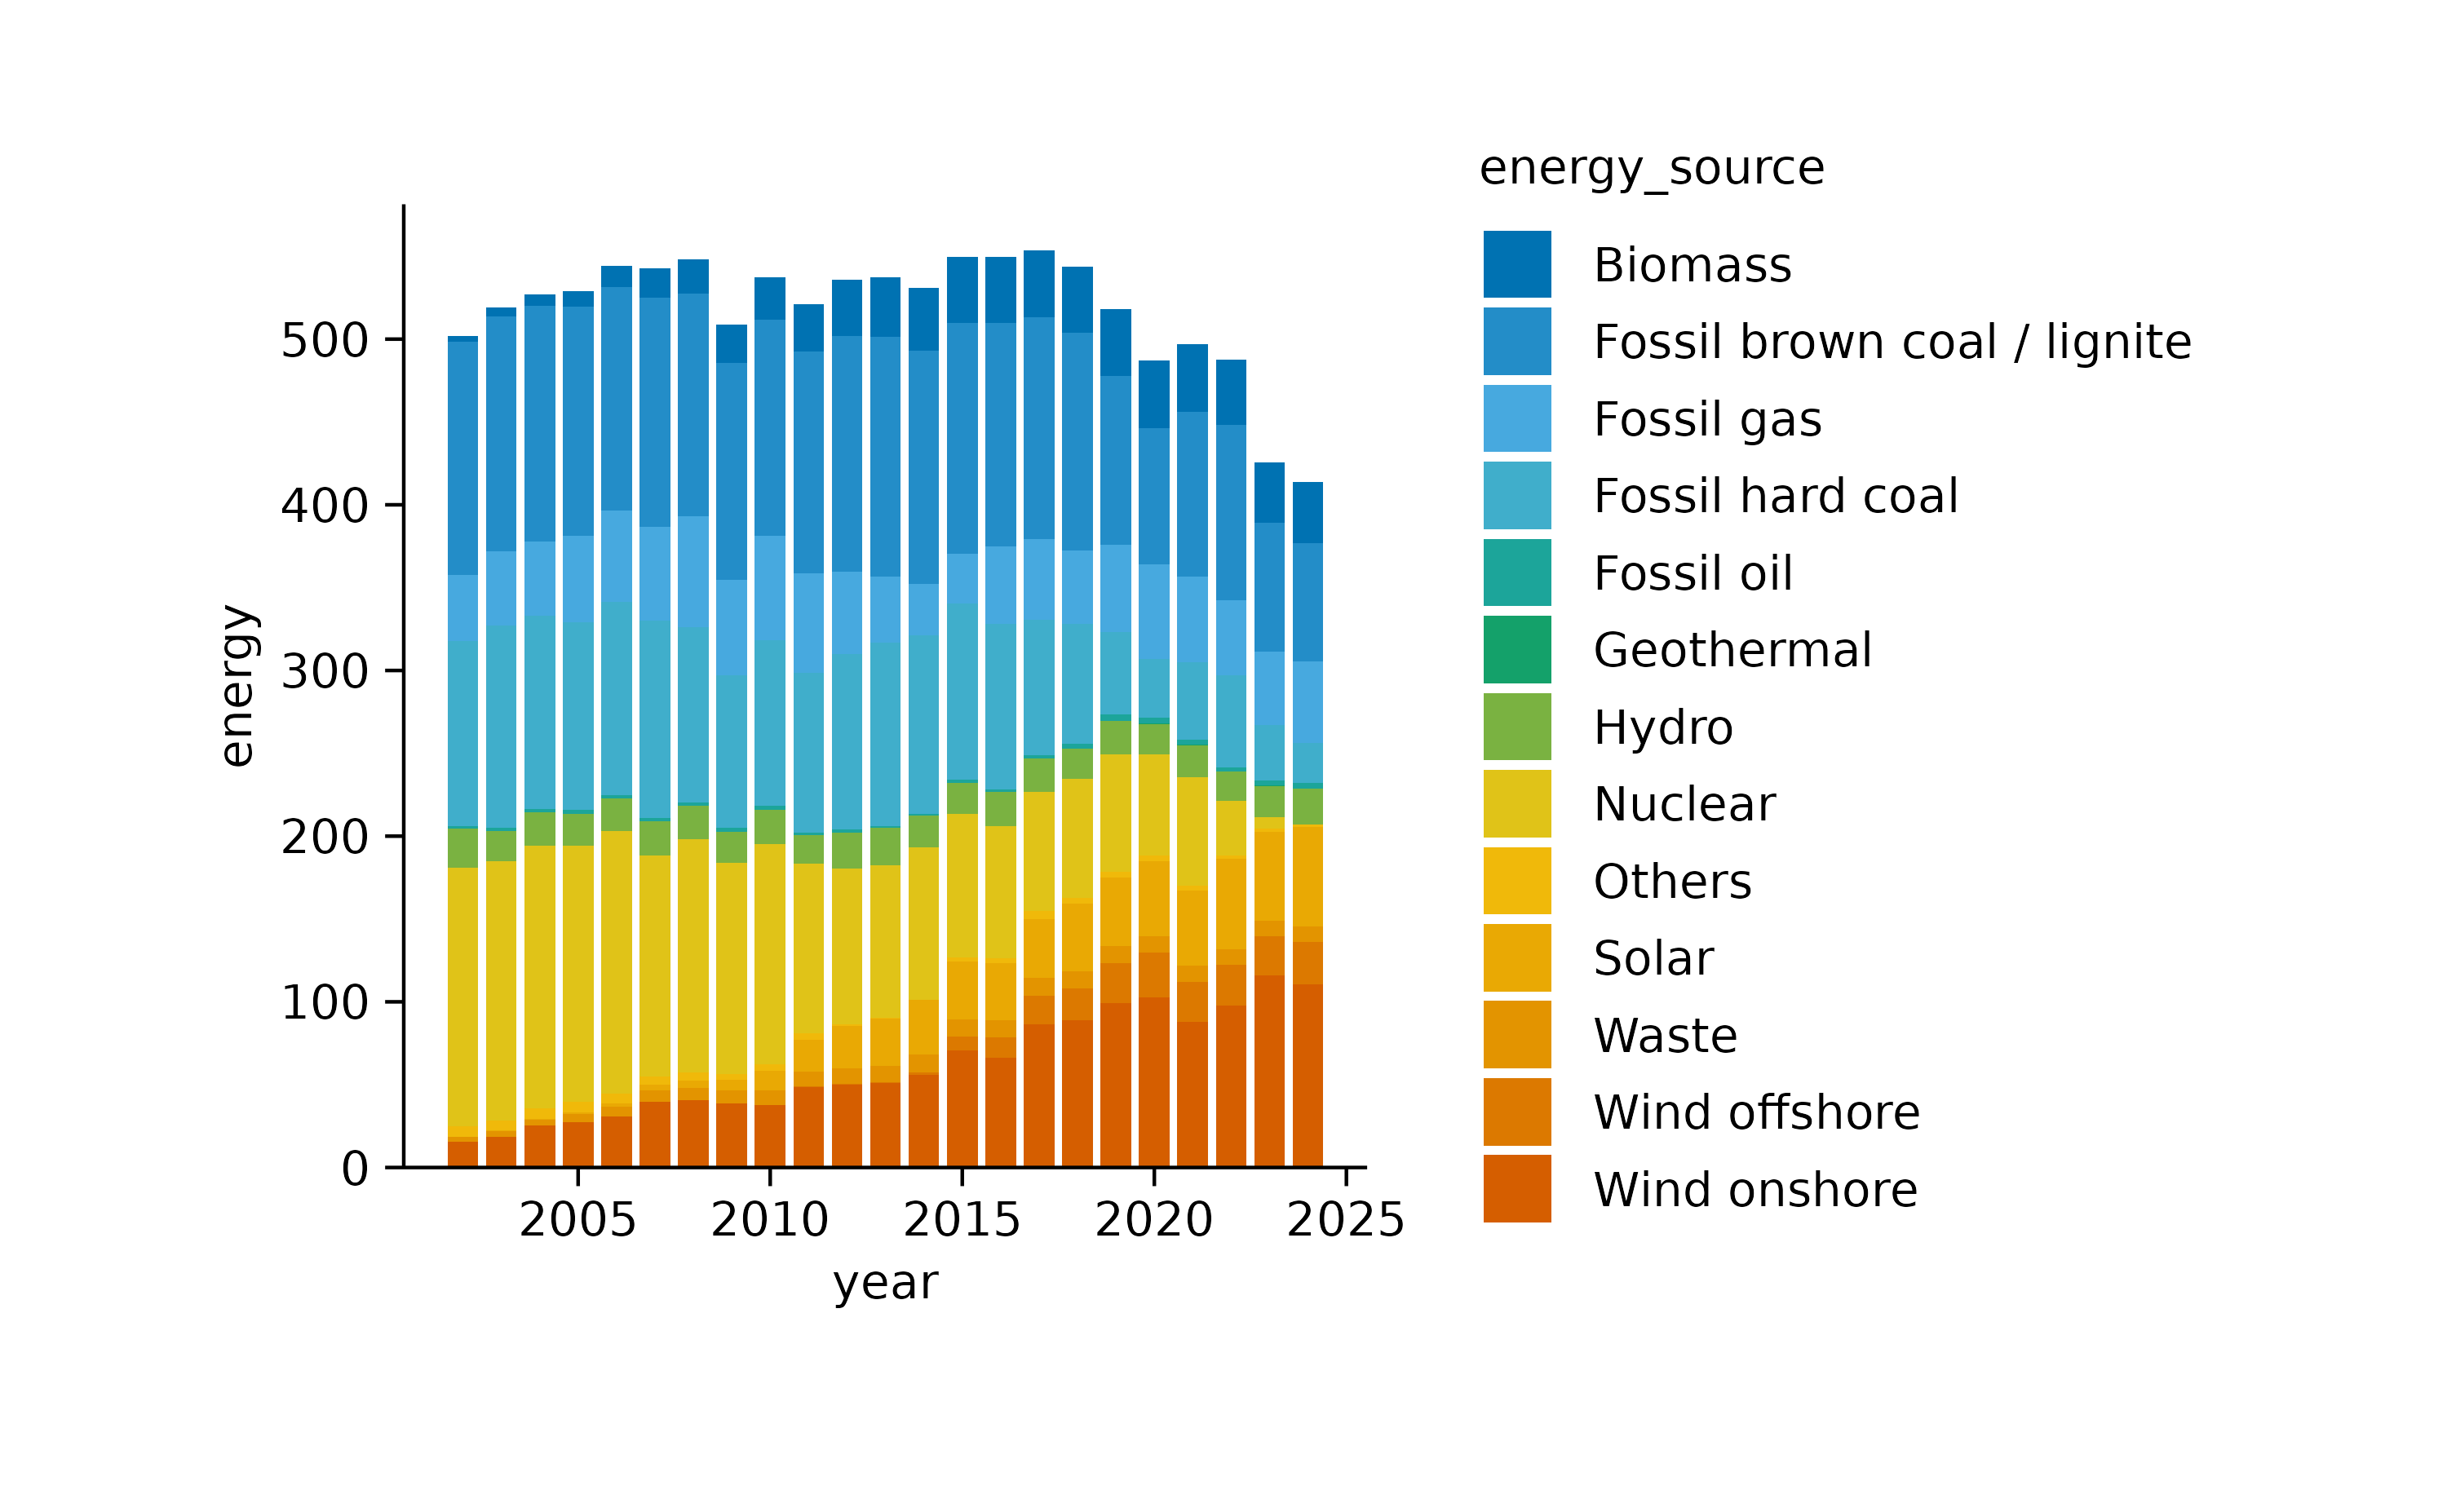 energy_source
Biomass
Fossil brown coal / lignite
Fossil gas
Fossil hard coal
Fossil oil
Geothermal
Hydro
Nuclear
Others
Solar
Waste
Wind offshore
Wind onshore
energy
500
400
300
200
100
0
2005 2010 2015 2020 2025
year